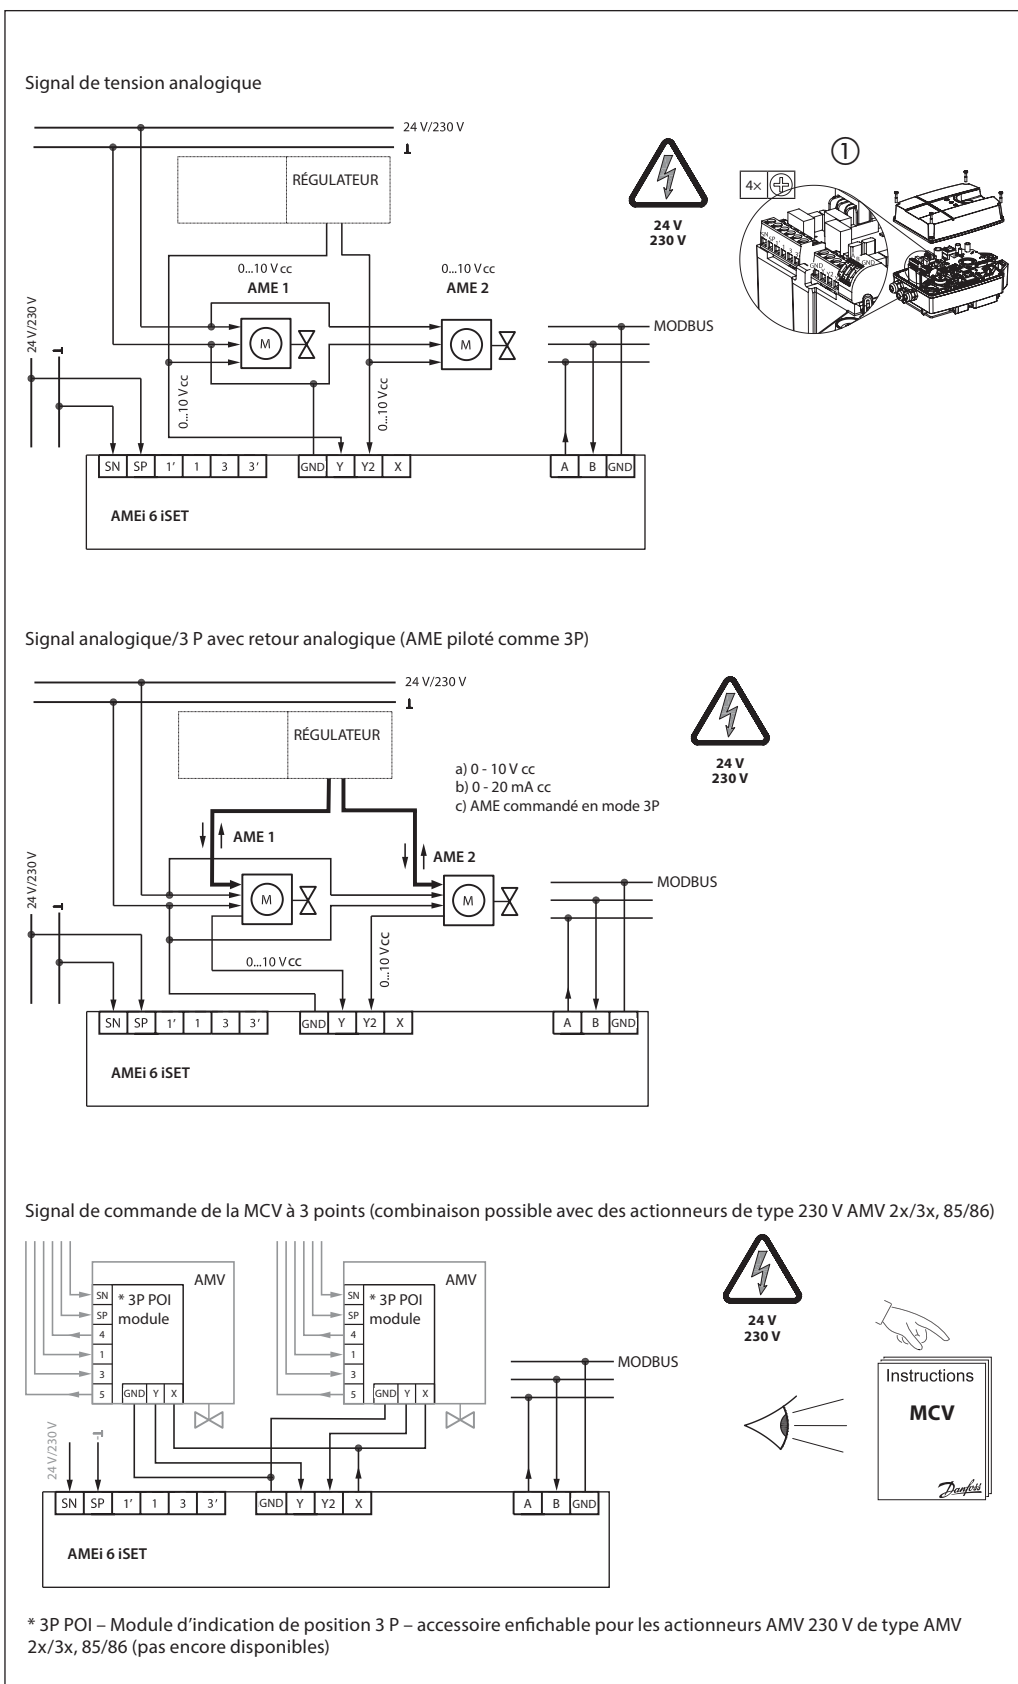 Signal de tension analogique
24 V/230 V
RÉGULATEUR
0...10 V cc
AME 1
0...10 V cc
AME 2
24 V/230 V
M
M
MODBUS
0...10 V cc
0...10 V cc
SN SP 1' 1 3 3' GND Y Y2 X A B GND
AMEi 6 iSET
24 V
230 V
1
4x
Signal analogique/3 P avec retour analogique (AME piloté comme 3P)
24 V/230 V
RÉGULATEUR
a) 0 - 10 V cc
b) 0 - 20 mA cc
c) AME commandé en mode 3P
AME 1
AME 2
24 V/230 V
M
M
MODBUS
0...10 V cc
0...10 V cc
SN SP 1' 1 3 3' GND Y Y2 X A B GND
AMEi 6 iSET
24 V
230 V
Signal de commande de la MCV à 3 points (combinaison possible avec des actionneurs de type 230 V AMV 2x/3x, 85/86)
AMV
SN
SP
4
1
3
5
* 3P POI
module
GND Y X
AMV
SN
SP
4
1
3
5
* 3P POI
module
GND Y X
MODBUS
24 V/230 V
SN SP 1' 1 3 3' GND Y Y2 X A B GND
AMEi 6 iSET
24 V
230 V
Instructions
MCV
Danfoss
* 3P POI – Module d'indication de position 3 P – accessoire enfichable pour les actionneurs AMV 230 V de type AMV
2x/3x, 85/86 (pas encore disponibles)